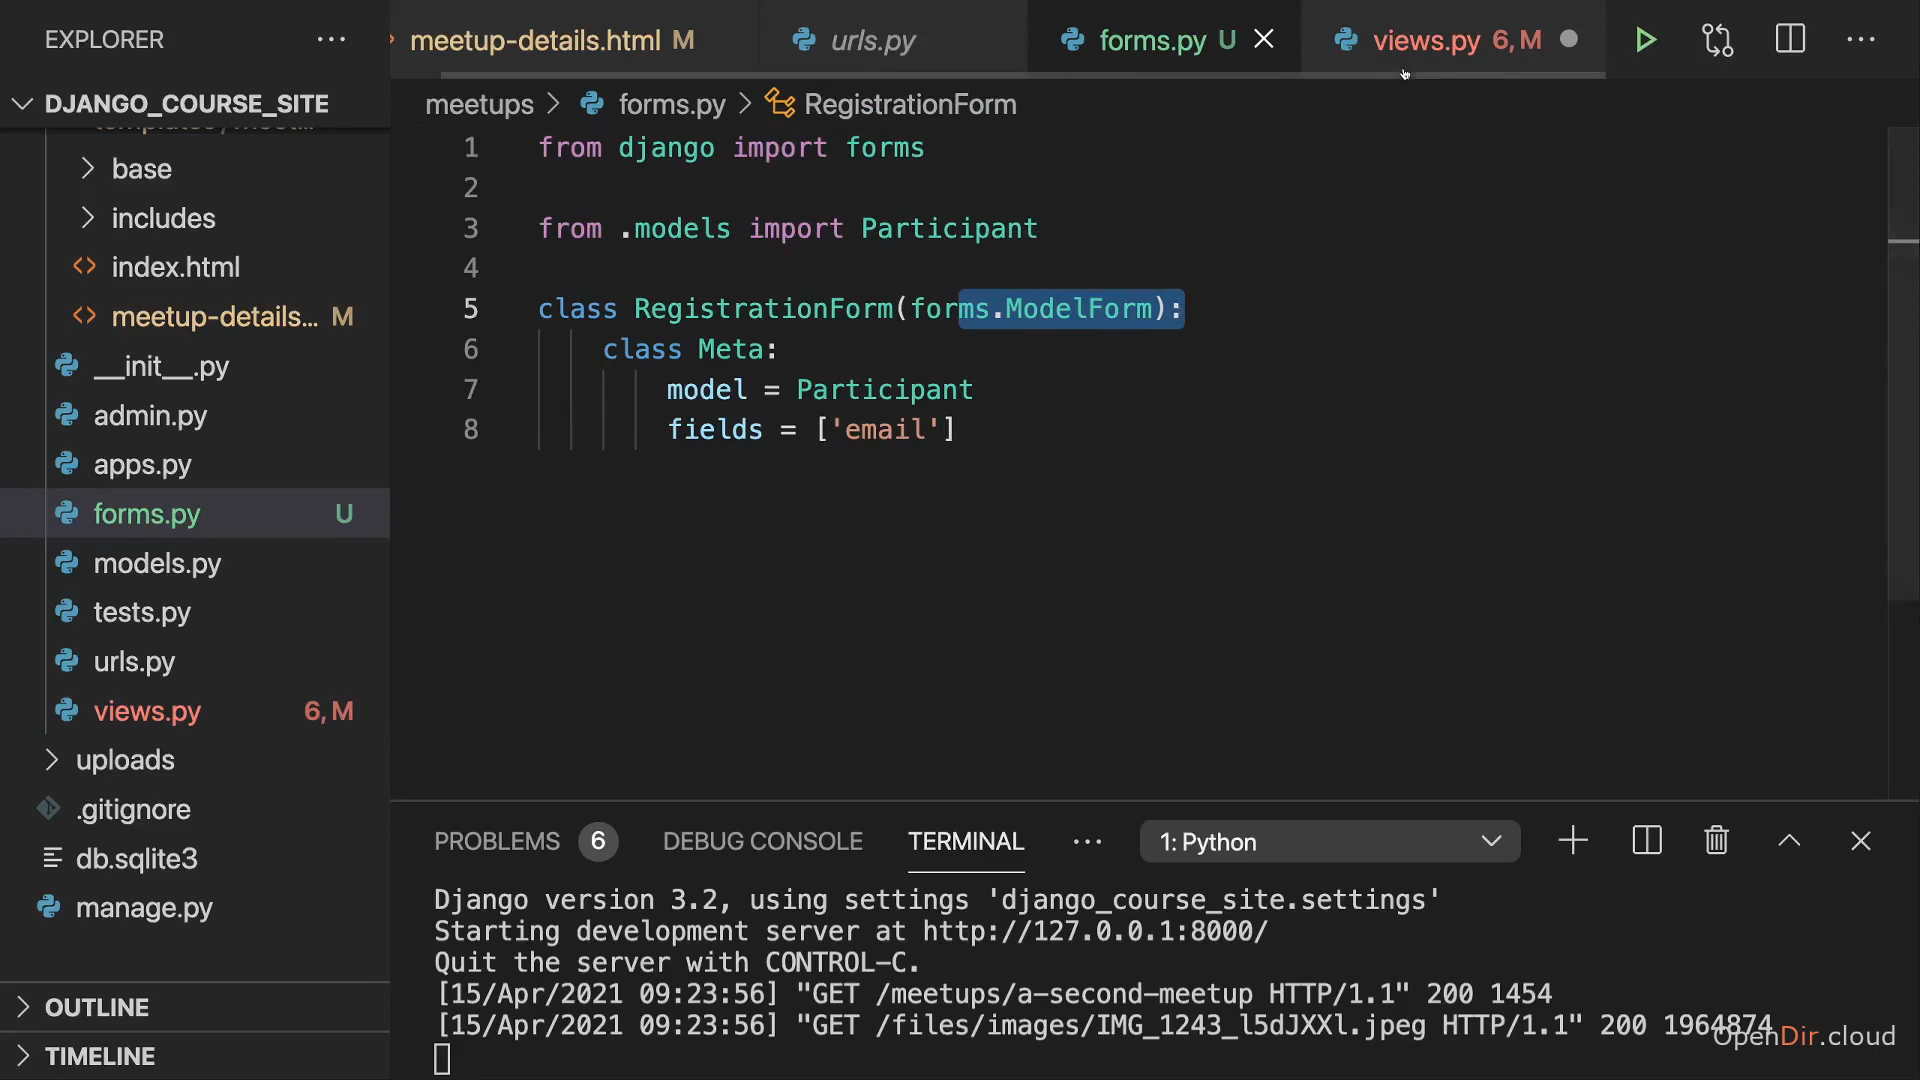 EXPLORER
meetup-details.html M
urls.py
forms.py U
views.py 6, M
DJANGO_COURSE_SITE
meetups > forms.py > RegistrationForm
base
includes
index.html
meetup-details... M
__init__.py
admin.py
apps.py
forms.py U
models.py
tests.py
urls.py
views.py 6, M
uploads
.gitignore
db.sqlite3
manage.py
OUTLINE
TIMELINE
1 from django import forms
2
3 from .models import Participant
4
5 class RegistrationForm(forms.ModelForm):
6 class Meta:
7 model = Participant
8 fields = ['email']
PROBLEMS 6 DEBUG CONSOLE TERMINAL ... 1: Python
Django version 3.2, using settings 'django_course_site.settings'
Starting development server at http://127.0.0.1:8000/
Quit the server with CONTROL-C.
[15/Apr/2021 09:23:56] "GET /meetups/a-second-meetup HTTP/1.1" 200 1454
[15/Apr/2021 09:23:56] "GET /files/images/IMG_1243_l5dJXXl.jpeg HTTP/1.1" 200 1964874
OpenDir.cloud